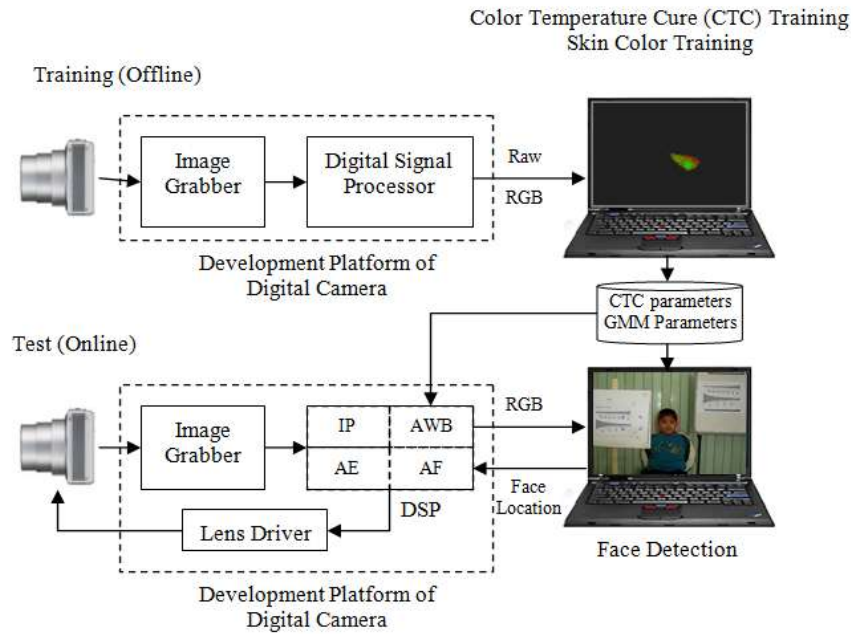 Color Temperature Cure (CTC) Training
Skin Color Training
Training (Offline)
Image
Grabber
Digital Signal
Processor
Raw
RGB
Development Platform of
Digital Camera
CTC parameters
GMM Parameters
Test (Online)
Image
Grabber
IP
AWB
AE
AF
DSP
RGB
Face
Location
Lens Driver
Face Detection
Development Platform of
Digital Camera